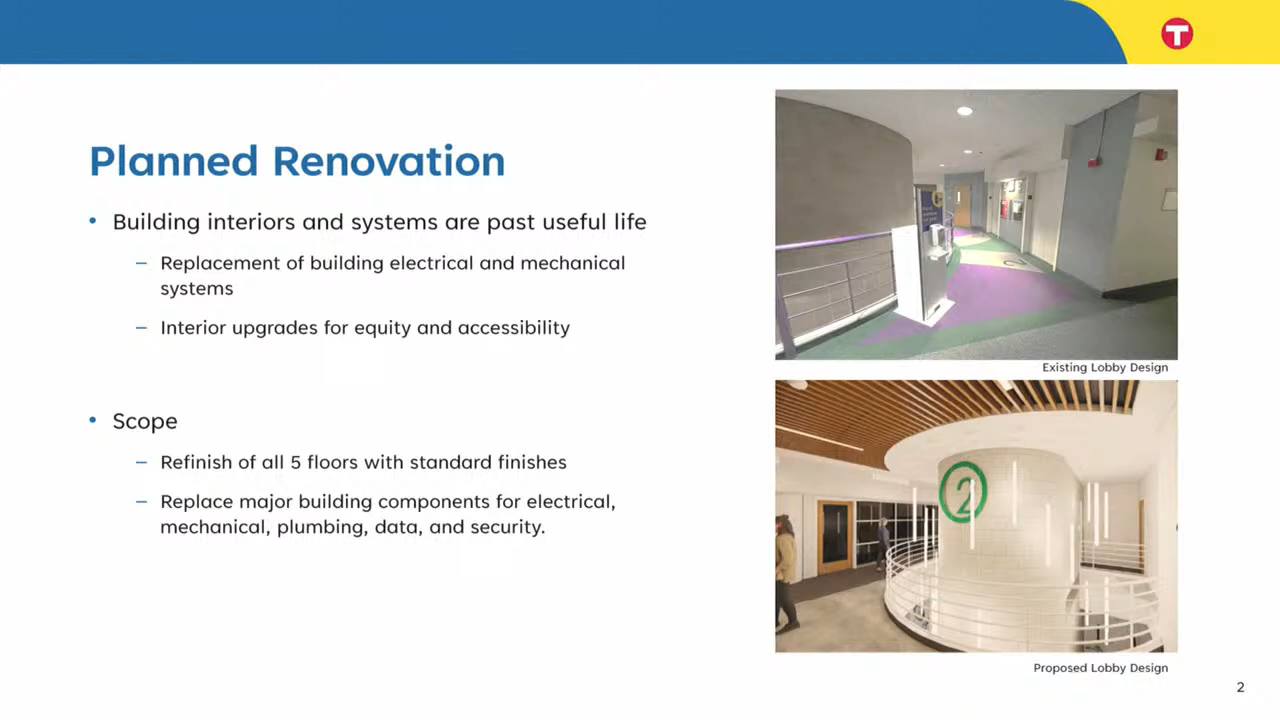 T
Planned Renovation
• Building interiors and systems are past useful life
– Replacement of building electrical and mechanical
systems
– Interior upgrades for equity and accessibility
• Scope
– Refinish of all 5 floors with standard finishes
– Replace major building components for electrical,
mechanical, plumbing, data, and security.
Existing Lobby Design
2
Proposed Lobby Design
2